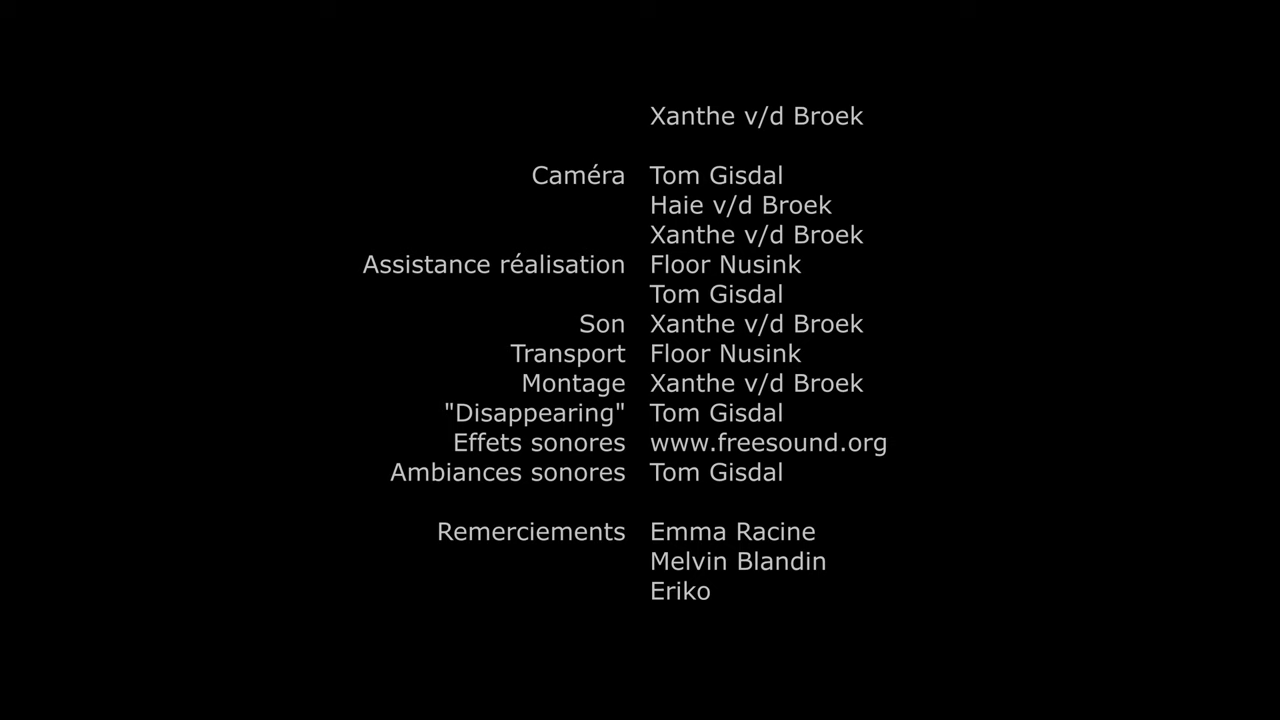 Xanthe v/d Broek
Caméra Tom Gisdal
Haie v/d Broek
Xanthe v/d Broek
Assistance réalisation Floor Nusink
Tom Gisdal
Son Xanthe v/d Broek
Transport Floor Nusink
Montage Xanthe v/d Broek
"Disappearing" Tom Gisdal
Effets sonores www.freesound.org
Ambiances sonores Tom Gisdal
Remerciements Emma Racine
Melvin Blandin
Eriko